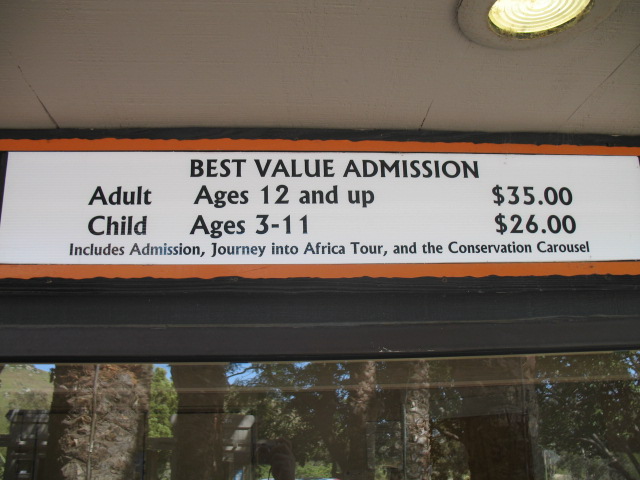 BEST VALUE ADMISSION
Adult Ages 12 and up $35.00
Child Ages 3-11 $26.00
Includes Admission, Journey into Africa Tour, and the Conservation Carousel